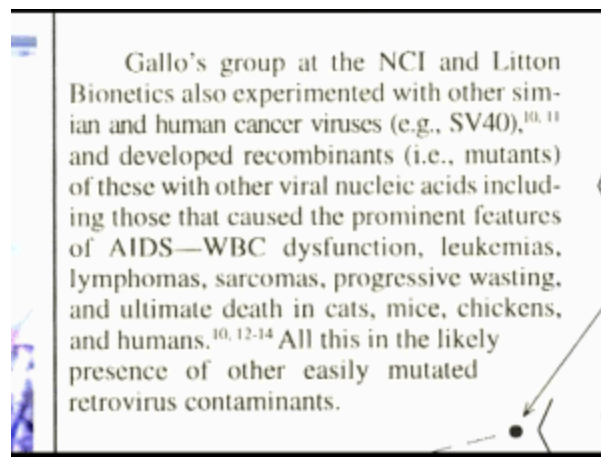 Gallo's group at the NCI and Litton
Bionetics also experimented with other sim-
ian and human cancer viruses (e.g., SV40),10, 11
and developed recombinants (i.e., mutants)
of these with other viral nucleic acids includ-
ing those that caused the prominent features
of AIDS—WBC dysfunction, leukemias,
lymphomas, sarcomas, progressive wasting,
and ultimate death in cats, mice, chickens,
and humans.10, 12-14 All this in the likely
presence of other easily mutated
retrovirus contaminants.